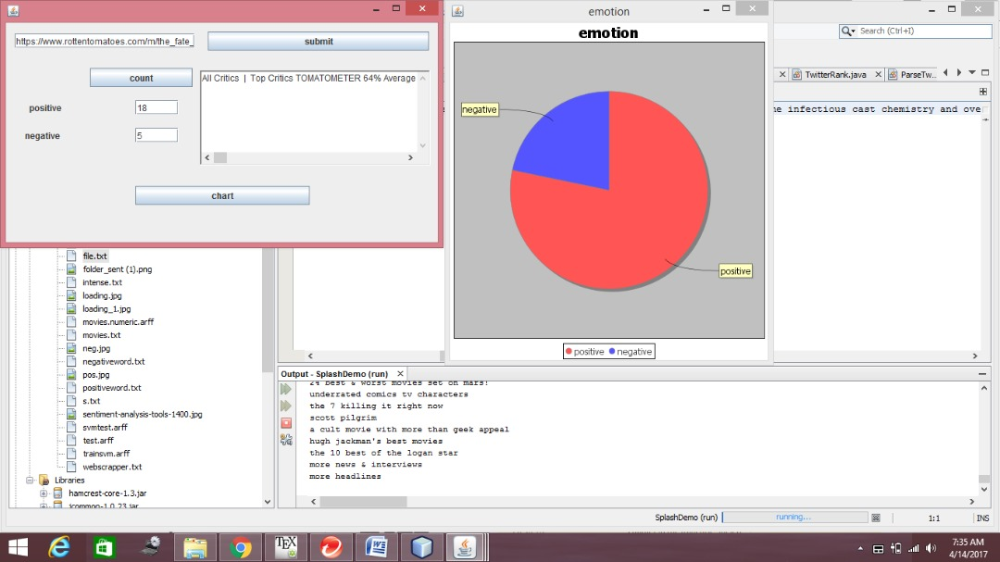 https://www.rottentomatoes.com/m/the_fate_
submit
count
All Critics | Top Critics TOMATOMETER 64% Average
positive
18
negative
5
chart
emotion
emotion
negative
positive
positive
negative
Search (Ctrl+I)
TwitterRank.java
ParseTw...
infectious cast chemistry and ove
file.txt
folder_sent (1).png
intense.txt
loading.jpg
loading_1.jpg
movies.numeric.arff
movies.txt
neg.jpg
negativeword.txt
pos.jpg
positiveword.txt
s.txt
sentiment-analysis-tools-1400.jpg
svmtest.arff
test.arff
trainsvm.arff
webscrapper.txt
Libraries
hamcrest-core-1.3.jar
jcommon-1.0.23.jar
Output - SplashDemo (run)
24 best & worst movies set on mars!
underrated comics tv characters
the 7 killing it right now
scott pilgrim
a cult movie with more than geek appeal
hugh jackman's best movies
the 10 best of the logan star
more news & interviews
more headlines
SplashDemo (run)
running...
1:1
INS
7:35 AM
4/14/2017